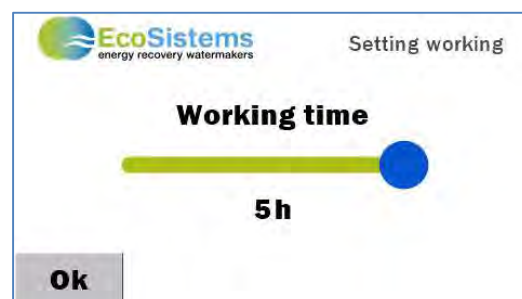 EcoSistems
energy recovery watermakers
Setting working
Working time
5h
Ok